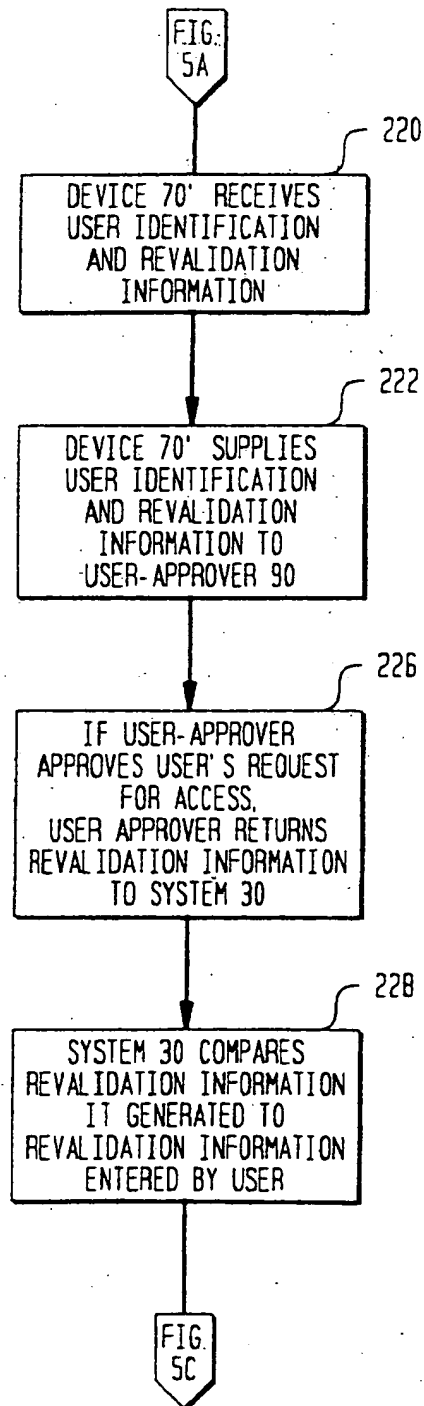 FIG.
5A
220
DEVICE 70' RECEIVES
USER IDENTIFICATION
AND REVALIDATION
INFORMATION
222
DEVICE 70' SUPPLIES
USER IDENTIFICATION
AND REVALIDATION
INFORMATION TO
USER-APPROVER 90
226
IF USER-APPROVER
APPROVES USER'S REQUEST
FOR ACCESS,
USER APPROVER RETURNS
REVALIDATION INFORMATION
TO SYSTEM 30
228
SYSTEM 30 COMPARES
REVALIDATION INFORMATION
IT GENERATED TO
REVALIDATION INFORMATION
ENTERED BY USER
FIG.
5C